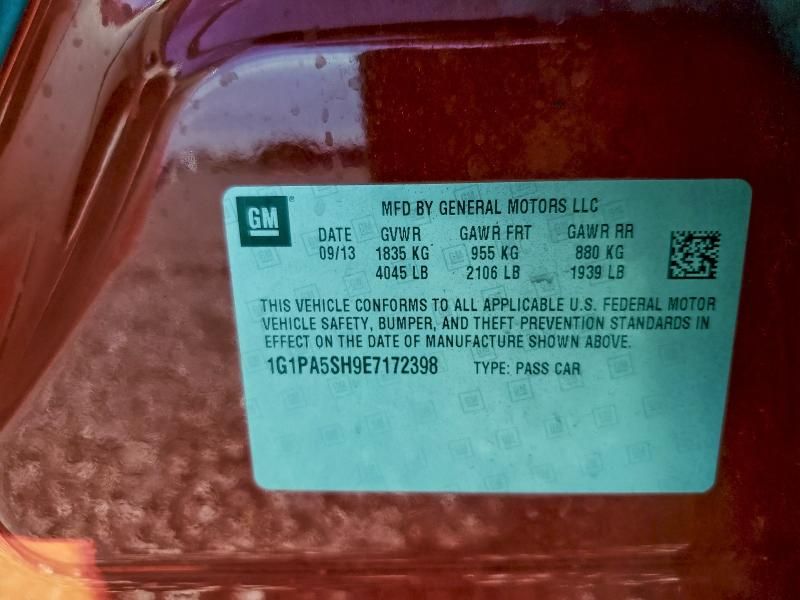 GM
MFD BY GENERAL MOTORS LLC
DATE GVWR GAWR FRT GAWR RR
09/13 1835 KG 955 KG 880 KG
4045 LB 2106 LB 1939 LB
THIS VEHICLE CONFORMS TO ALL APPLICABLE U.S. FEDERAL MOTOR
VEHICLE SAFETY, BUMPER, AND THEFT PREVENTION STANDARDS IN
EFFECT ON THE DATE OF MANUFACTURE SHOWN ABOVE.
1G1PA5SH9E7172398 TYPE: PASS CAR